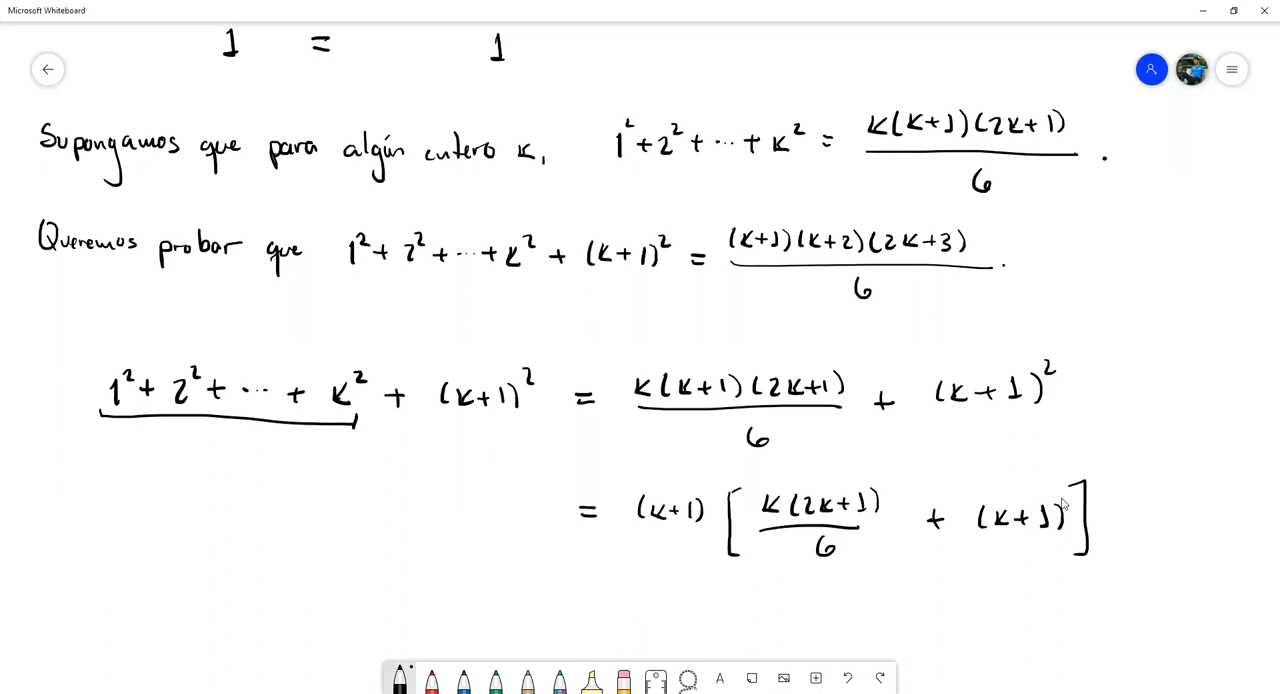 Microsoft Whiteboard
1 = 1
Supongamos que para algún entero k, 1² + 2² + ... + k² = k(k+1)(2k+1) / 6 .
Queremos probar que 1² + 2² + ... + k² + (k+1)² = (k+1)(k+2)(2k+3) / 6 .
1² + 2² + ... + k² + (k+1)² = k(k+1)(2k+1) / 6 + (k+1)²
= (k+1) [ k(2k+1) / 6 + (k+1) ]
A